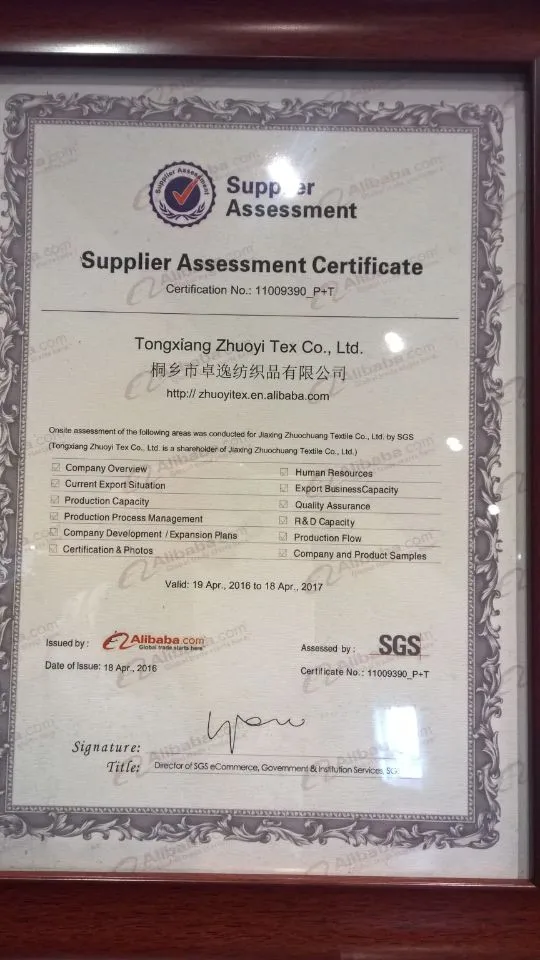 Supplier Assessment
Supplier
Assessment
Supplier Assessment Certificate
Certification No.: 11009390_P+T
Tongxiang Zhuoyi Tex Co., Ltd.
桐乡市卓逸纺织品有限公司
http:// zhuoyitex.en.alibaba.com
Onsite assessment of the following areas was conducted for Jiaxing Zhuochuang Textile Co., Ltd. by SGS
(Tongxiang Zhuoyi Tex Co., Ltd. is a shareholder of Jiaxing Zhuochuang Textile Co., Ltd.)
Company Overview
Current Export Situation
Production Capacity
Production Process Management
Company Development / Expansion Plans
Certification & Photos
Human Resources
Export BusinessCapacity
Quality Assurance
R&D Capacity
Production Flow
Company and Product Samples
Valid: 19 Apr., 2016 to 18 Apr., 2017
Issued by :
Alibaba.com
Global trade starts here
Date of Issue: 18 Apr., 2016
Assessed by :
SGS
Certificate No.: 11009390_P+T
Signature:
Title: Director of SGS eCommerce, Government & Institution Services,